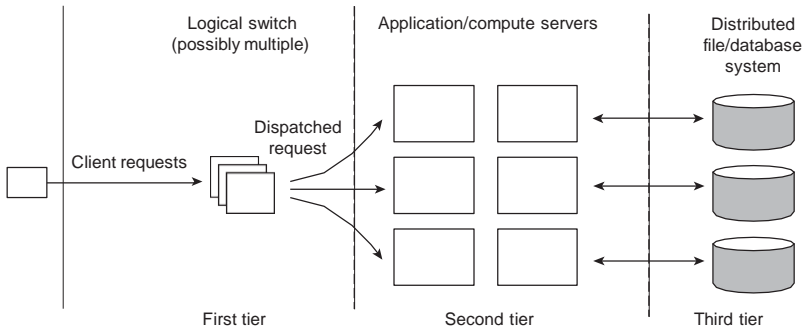 Logical switch
(possibly multiple)
Application/compute servers
Distributed
file/database
system
Client requests
Dispatched
request
First tier
Second tier
Third tier